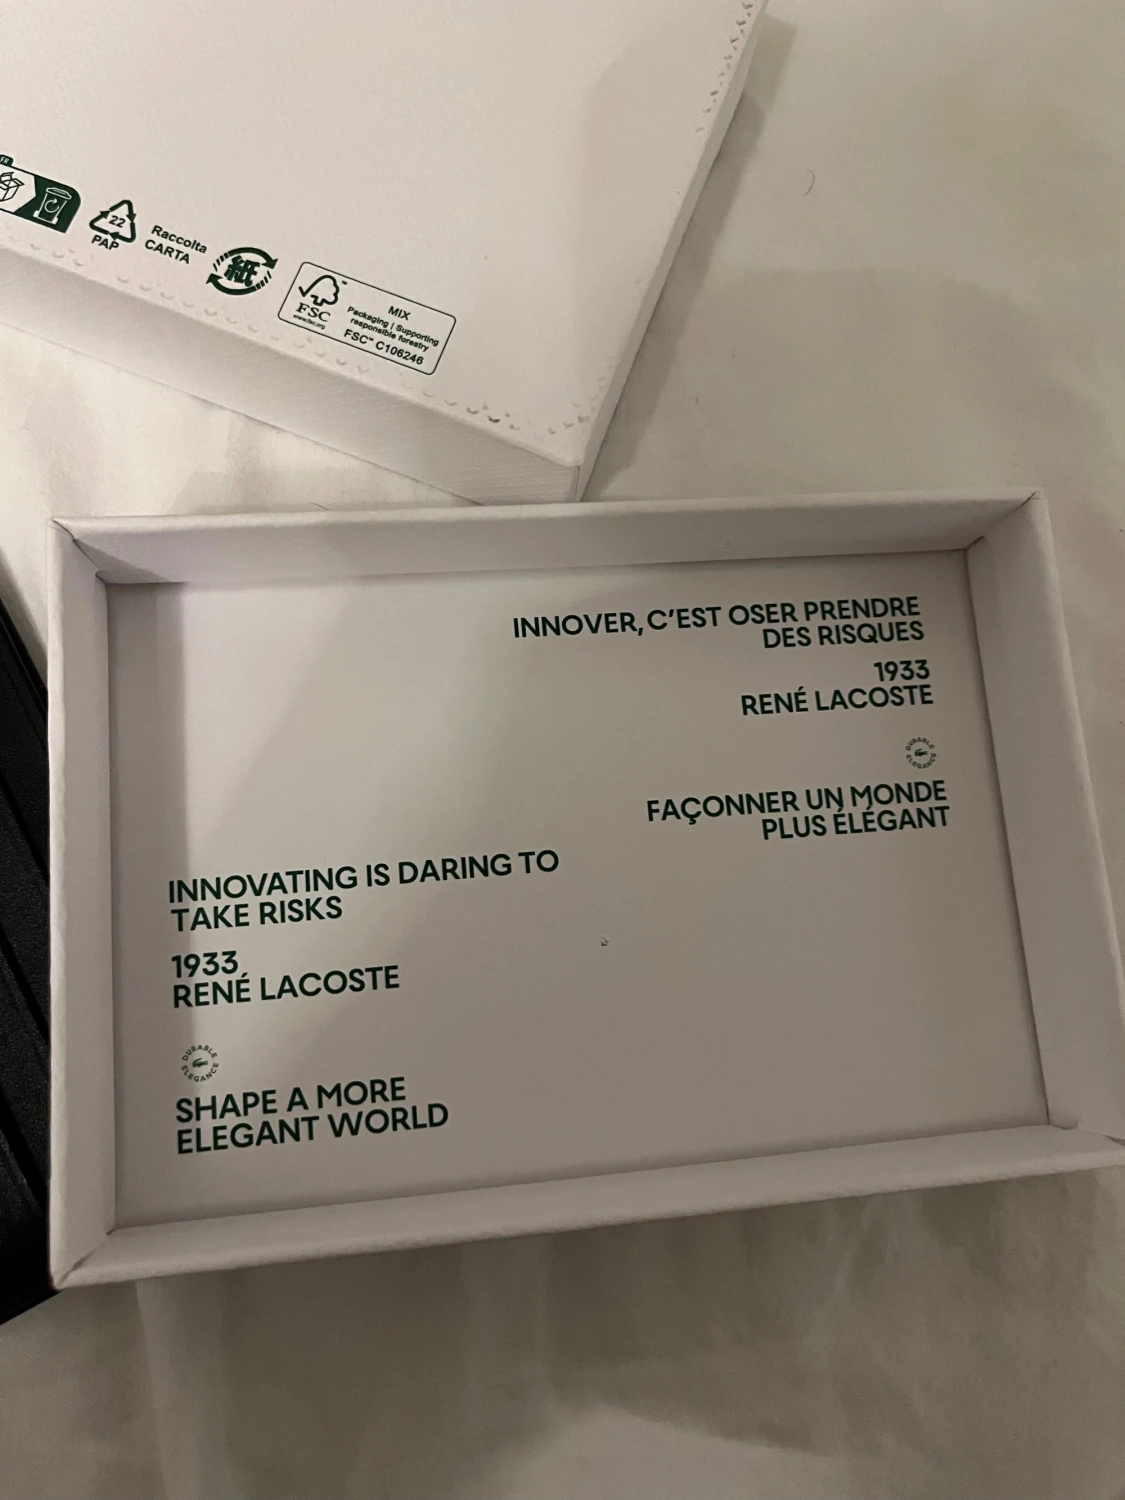 FR
22
PAP
Raccolta
CARTA
紙
FSC™
www.fsc.org
MIX
Packaging | Supporting
responsible forestry
FSC™ C106246
INNOVER, C'EST OSER PRENDRE
DES RISQUES
1933
RENÉ LACOSTE
DURABLE
ELEGANCE
FAÇONNER UN MONDE
PLUS ÉLÉGANT
INNOVATING IS DARING TO
TAKE RISKS
1933
RENÉ LACOSTE
DURABLE
ELEGANCE
SHAPE A MORE
ELEGANT WORLD